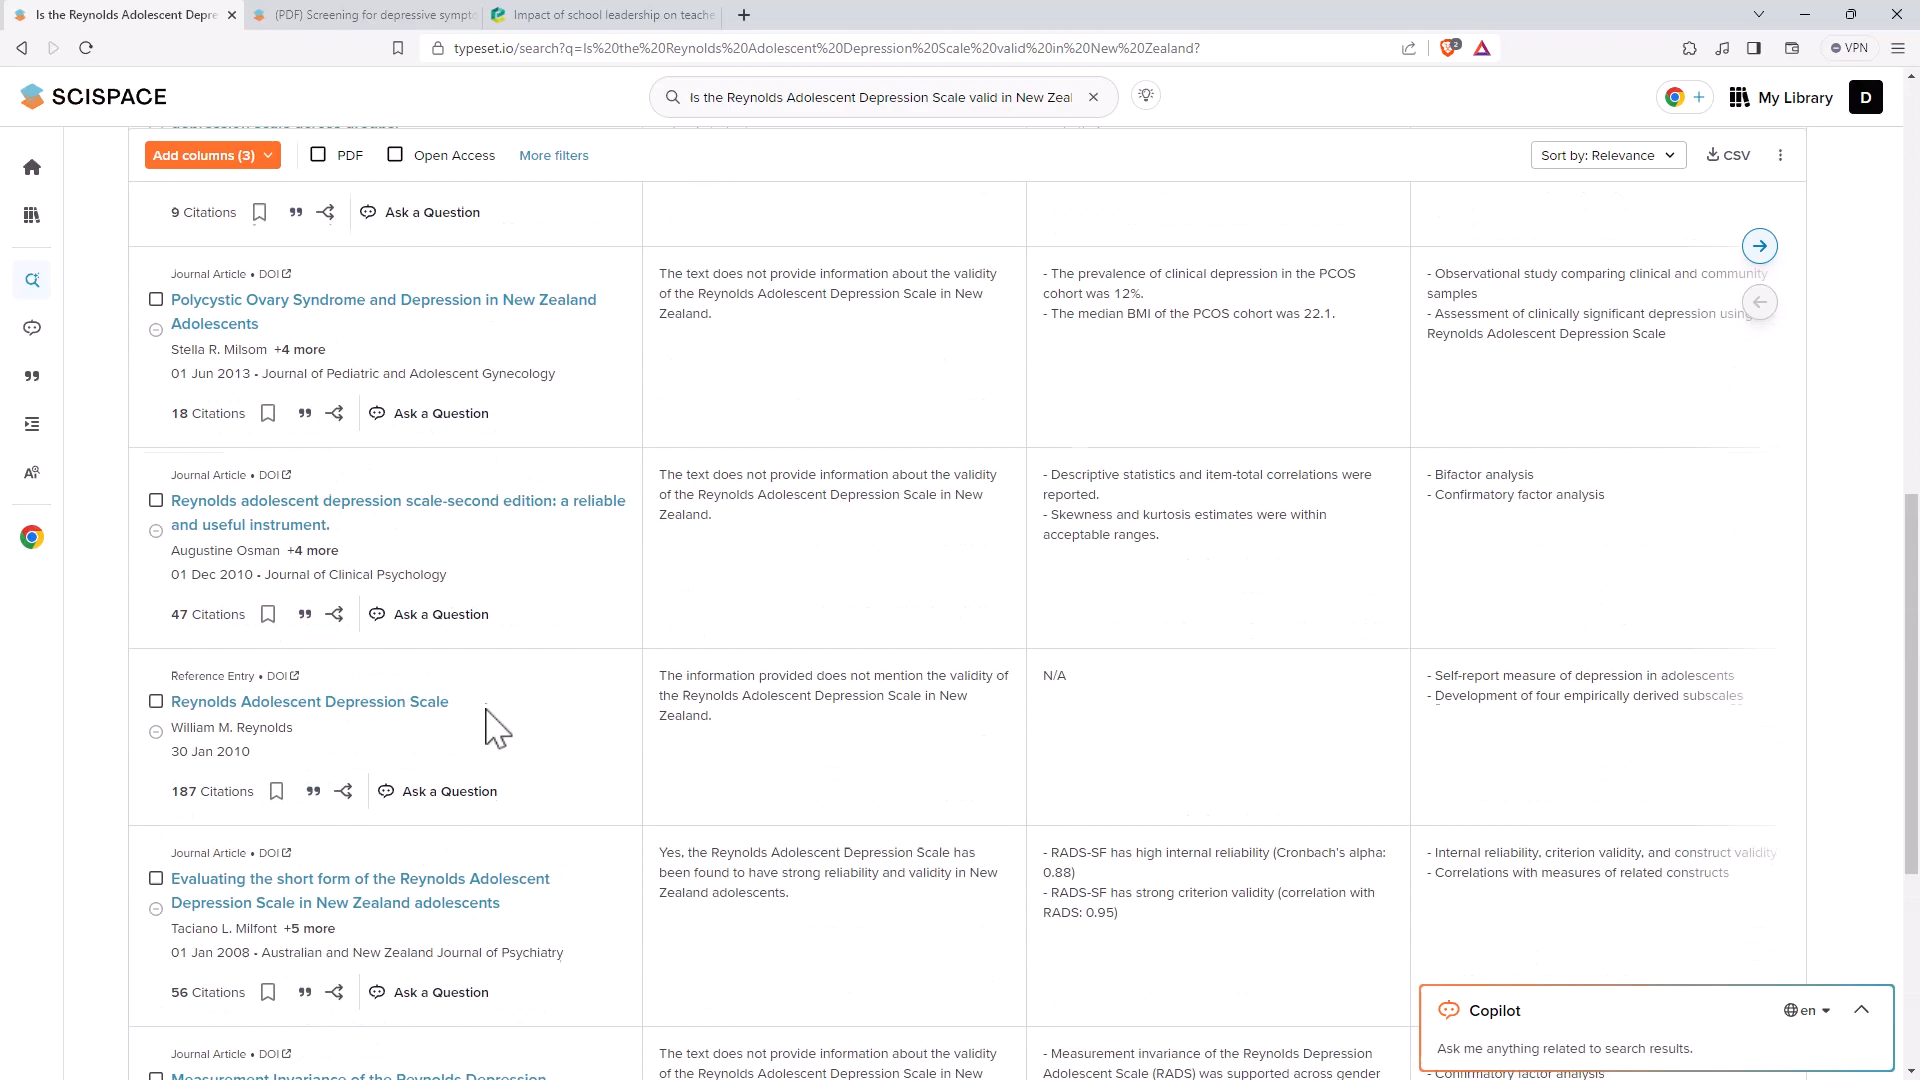 Is the Reynolds Adolescent Depre
(PDF) Screening for depressive sympto
Impact of school leadership on teache
typeset.io/search?q=Is%20the%20Reynolds%20Adolescent%20Depression%20Scale%20valid%20in%20New%20Zealand?
2
VPN
SCISPACE
Is the Reynolds Adolescent Depression Scale valid in New Zeal
My Library
D
Add columns (3)
PDF
Open Access
More filters
Sort by: Relevance
CSV
9 Citations
Ask a Question
Journal Article • DOI
Polycystic Ovary Syndrome and Depression in New Zealand
Adolescents
Stella R. Milsom +4 more
01 Jun 2013 - Journal of Pediatric and Adolescent Gynecology
18 Citations
Ask a Question
The text does not provide information about the validity
of the Reynolds Adolescent Depression Scale in New
Zealand.
- The prevalence of clinical depression in the PCOS
cohort was 12%.
- The median BMI of the PCOS cohort was 22.1.
- Observational study comparing clinical and community
samples
- Assessment of clinically significant depression using
Reynolds Adolescent Depression Scale
Journal Article • DOI
Reynolds adolescent depression scale-second edition: a reliable
and useful instrument.
Augustine Osman +4 more
01 Dec 2010 - Journal of Clinical Psychology
47 Citations
Ask a Question
The text does not provide information about the validity
of the Reynolds Adolescent Depression Scale in New
Zealand.
- Descriptive statistics and item-total correlations were
reported.
- Skewness and kurtosis estimates were within
acceptable ranges.
- Bifactor analysis
- Confirmatory factor analysis
Reference Entry • DOI
Reynolds Adolescent Depression Scale
William M. Reynolds
30 Jan 2010
187 Citations
Ask a Question
The information provided does not mention the validity of
the Reynolds Adolescent Depression Scale in New
Zealand.
N/A
- Self-report measure of depression in adolescents
- Development of four empirically derived subscales
Journal Article • DOI
Evaluating the short form of the Reynolds Adolescent
Depression Scale in New Zealand adolescents
Taciano L. Milfont +5 more
01 Jan 2008 - Australian and New Zealand Journal of Psychiatry
56 Citations
Ask a Question
Yes, the Reynolds Adolescent Depression Scale has
been found to have strong reliability and validity in New
Zealand adolescents.
- RADS-SF has high internal reliability (Cronbach's alpha:
0.88)
- RADS-SF has strong criterion validity (correlation with
RADS: 0.95)
- Internal reliability, criterion validity, and construct validity
- Correlations with measures of related constructs
Journal Article • DOI
Measurement Invariance of the Reynolds Depression
The text does not provide information about the validity
of the Reynolds Adolescent Depression Scale in New
- Measurement invariance of the Reynolds Depression
Adolescent Scale (RADS) was supported across gender
- Confirmatory factor analysis
Copilot
en
Ask me anything related to search results.